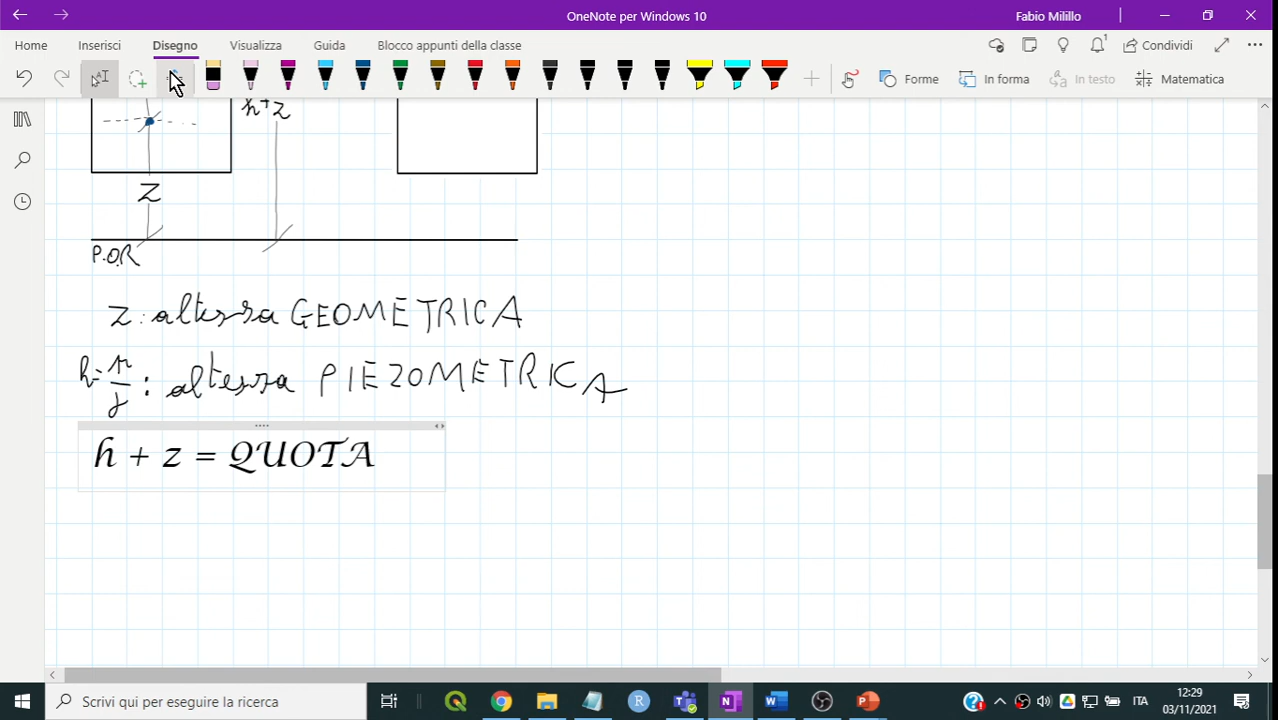 OneNote per Windows 10
Fabio Milillo
Home Inserisci Disegno Visualizza Guida Blocco appunti della classe
Condividi
Forme In forma In testo Matematica
h+z
z
P.O.R
z: altezza GEOMETRICA
h=p/γ: altezza PIEZOMETRICA
h + z = QUOTA
Scrivi qui per eseguire la ricerca
ITA
12:29
03/11/2021